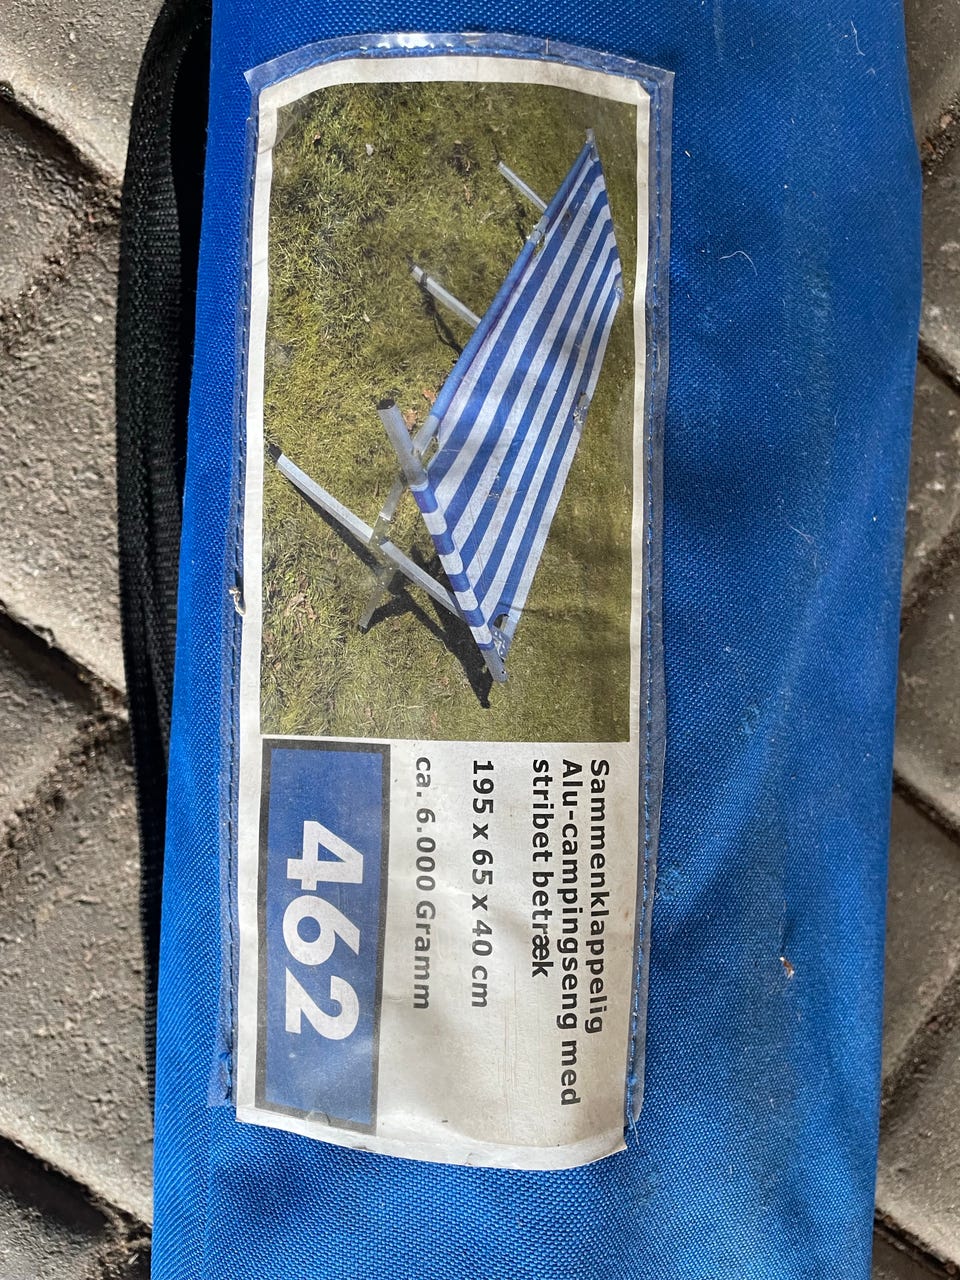 Sammenklappelig
Alu-campingseng med
stribet betræk
195 x 65 x 40 cm
ca. 6.000 Gramm
462